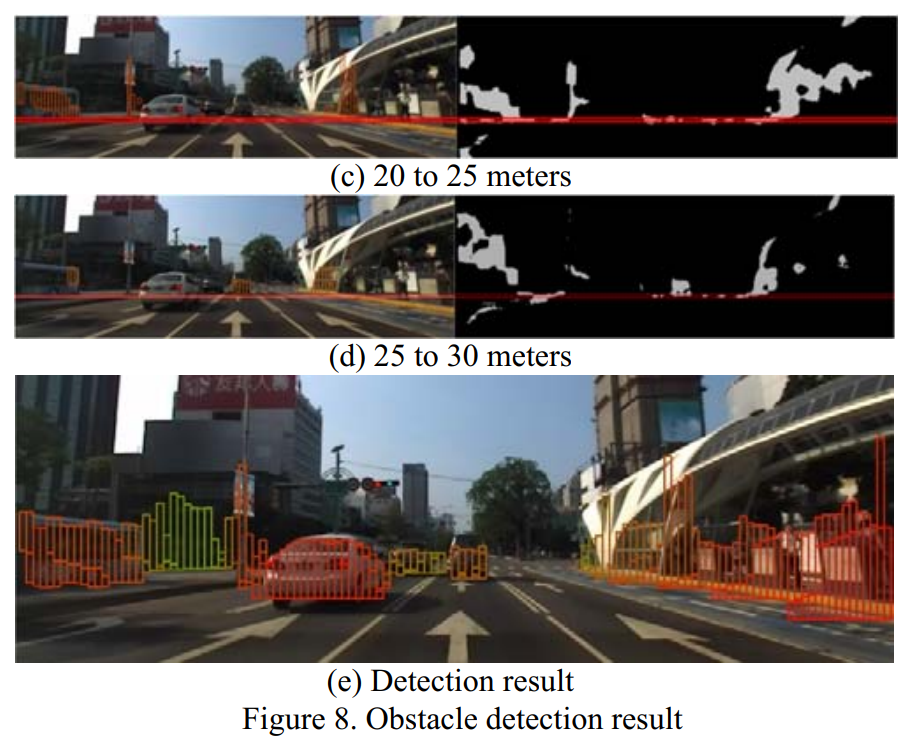 (c) 20 to 25 meters
(d) 25 to 30 meters
(e) Detection result
Figure 8. Obstacle detection result